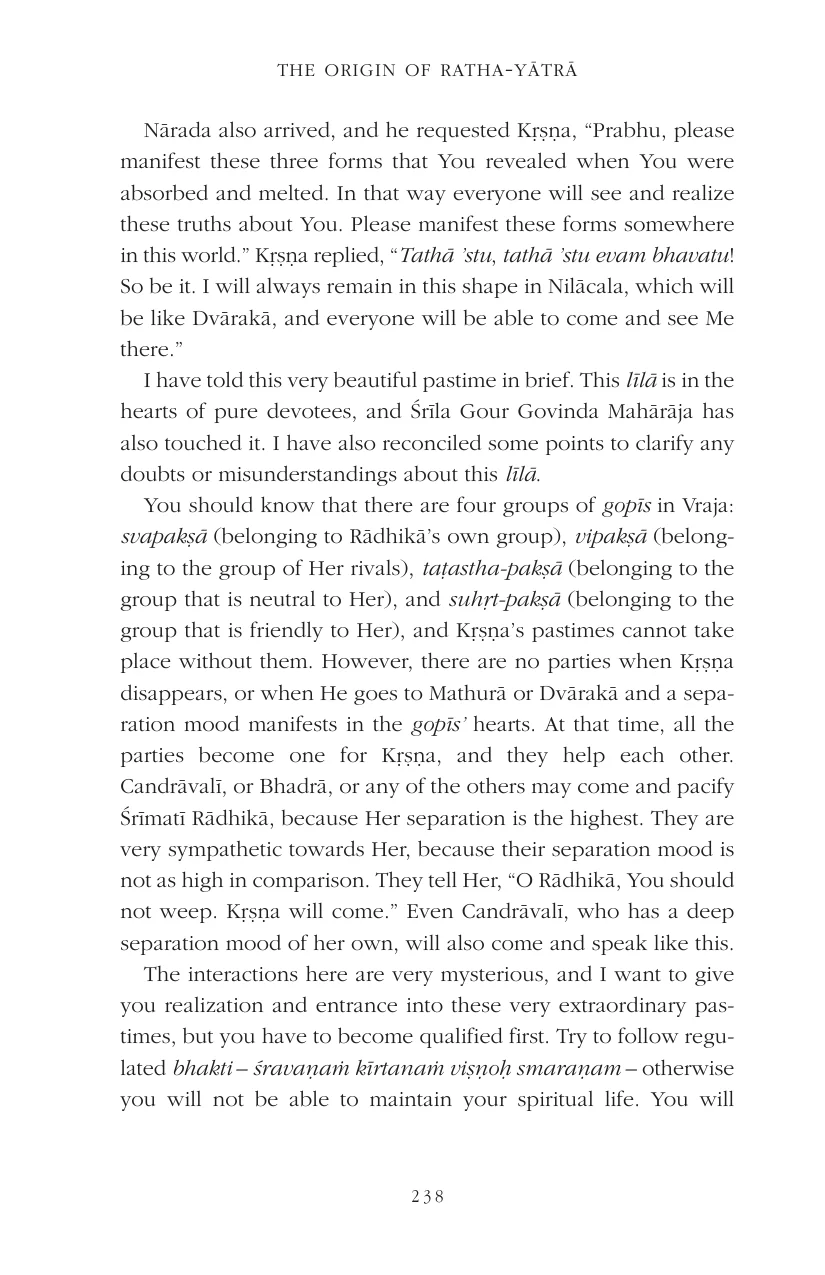 THE ORIGIN OF RATHA-YĀTRĀ
Nārada also arrived, and he requested Kṛṣṇa, “Prabhu, please
manifest these three forms that You revealed when You were
absorbed and melted. In that way everyone will see and realize
these truths about You. Please manifest these forms somewhere
in this world.” Kṛṣṇa replied, “Tathā ’stu, tathā ’stu evam bhavatu!
So be it. I will always remain in this shape in Nilācala, which will
be like Dvārakā, and everyone will be able to come and see Me
there.”
I have told this very beautiful pastime in brief. This līlā is in the
hearts of pure devotees, and Śrīla Gour Govinda Mahārāja has
also touched it. I have also reconciled some points to clarify any
doubts or misunderstandings about this līlā.
You should know that there are four groups of gopīs in Vraja:
svapakṣā (belonging to Rādhikā’s own group), vipakṣā (belong-
ing to the group of Her rivals), taṭastha-pakṣā (belonging to the
group that is neutral to Her), and suhṛt-pakṣā (belonging to the
group that is friendly to Her), and Kṛṣṇa’s pastimes cannot take
place without them. However, there are no parties when Kṛṣṇa
disappears, or when He goes to Mathurā or Dvārakā and a sepa-
ration mood manifests in the gopīs’ hearts. At that time, all the
parties become one for Kṛṣṇa, and they help each other.
Candrāvalī, or Bhadrā, or any of the others may come and pacify
Śrīmatī Rādhikā, because Her separation is the highest. They are
very sympathetic towards Her, because their separation mood is
not as high in comparison. They tell Her, “O Rādhikā, You should
not weep. Kṛṣṇa will come.” Even Candrāvalī, who has a deep
separation mood of her own, will also come and speak like this.
The interactions here are very mysterious, and I want to give
you realization and entrance into these very extraordinary pas-
times, but you have to become qualified first. Try to follow regu-
lated bhakti – śravaṇaṁ kīrtanaṁ viṣṇoḥ smaraṇam – otherwise
you will not be able to maintain your spiritual life. You will
238